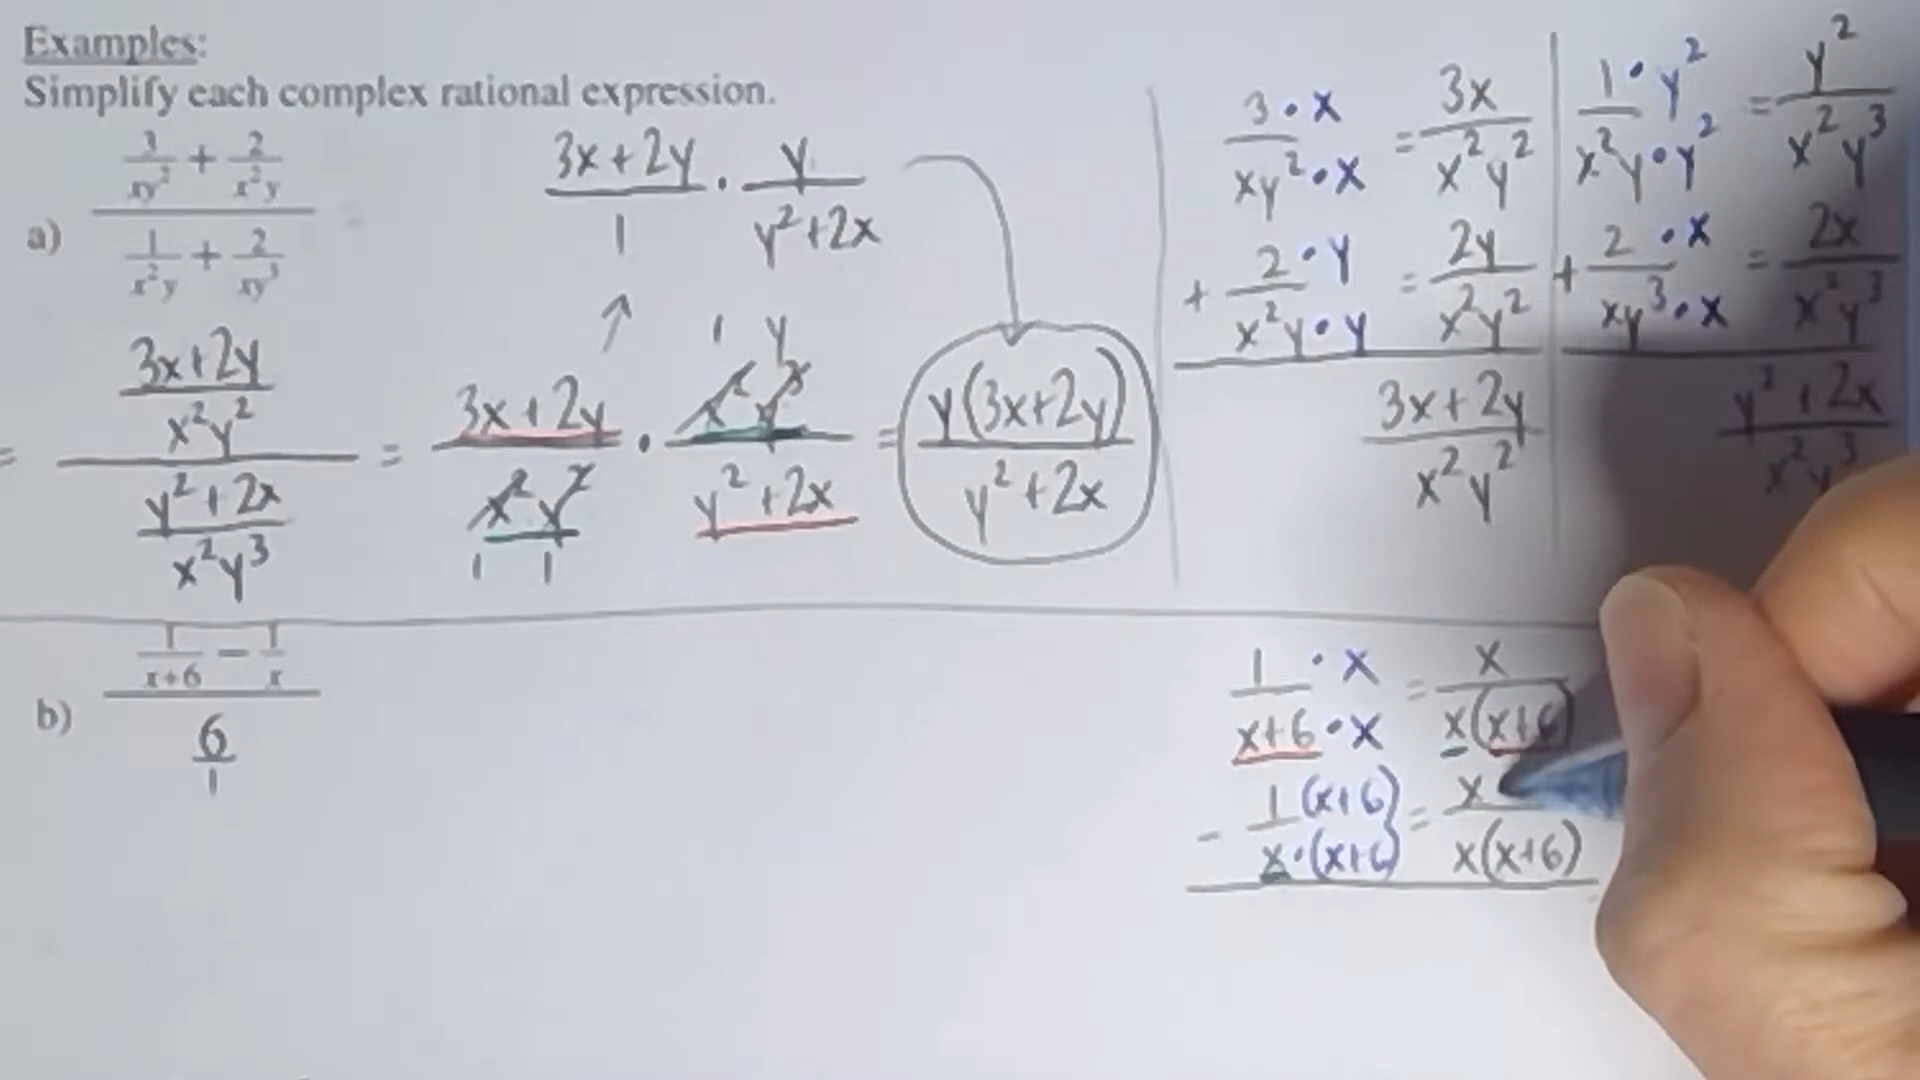 Examples:
Simplify each complex rational expression.
a) (3/xy² + 2/x²y) / (1/x²y + 2/xy³) =
(3x+2y)/1 · y/(y²+2x)
= ((3x+2y)/(x²y²)) / ((y²+2x)/(x²y³)) = (3x+2y)/(x²y²) · (x²y³)/(y²+2x) = y(3x+2y)/(y²+2x)
1 y
1 1
3·x/xy²·x = 3x/x²y²
+ 2·y/x²y·y = 2y/x²y²
(3x+2y)/(x²y²)
1·y²/x²y·y² = y²/x²y³
+ 2·x/xy³·x = 2x/x²y³
(y²+2x)/(x²y³)
b) (1/(x+6) − 1/x) / (6/1)
1·x/(x+6·x) = x/(x(x+6))
- 1(x+6)/(x·(x+6)) = x/(x(x+6))